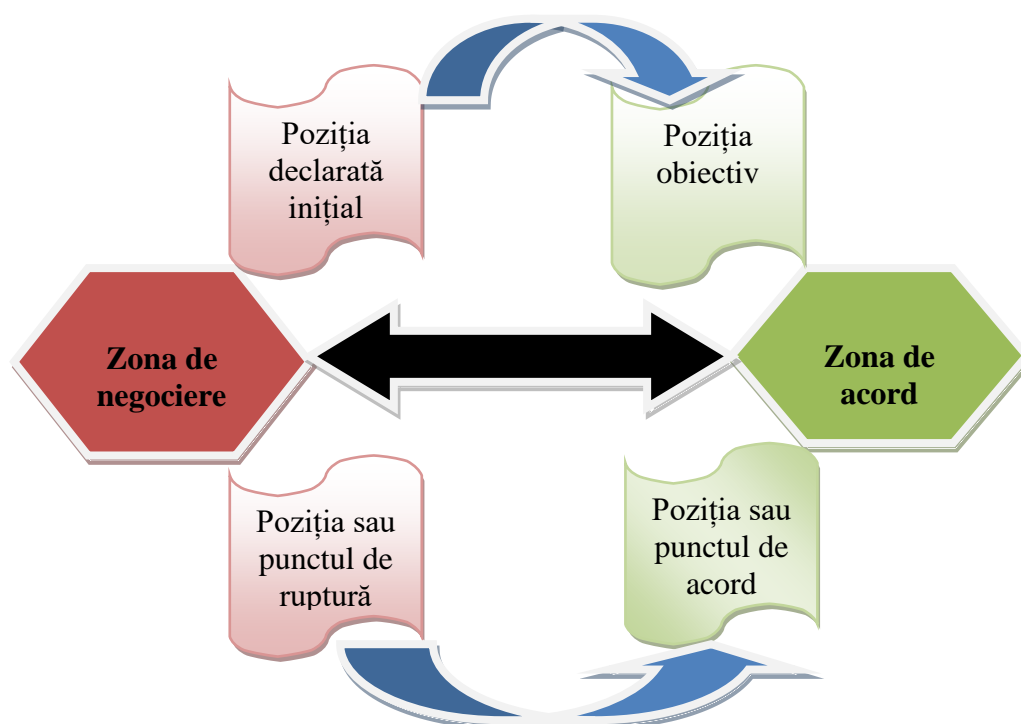 Poziția
declarată
inițial
Poziția
obiectiv
Zona de
negociere
Zona de
acord
Poziția sau
punctul de
ruptură
Poziția sau
punctul de
acord